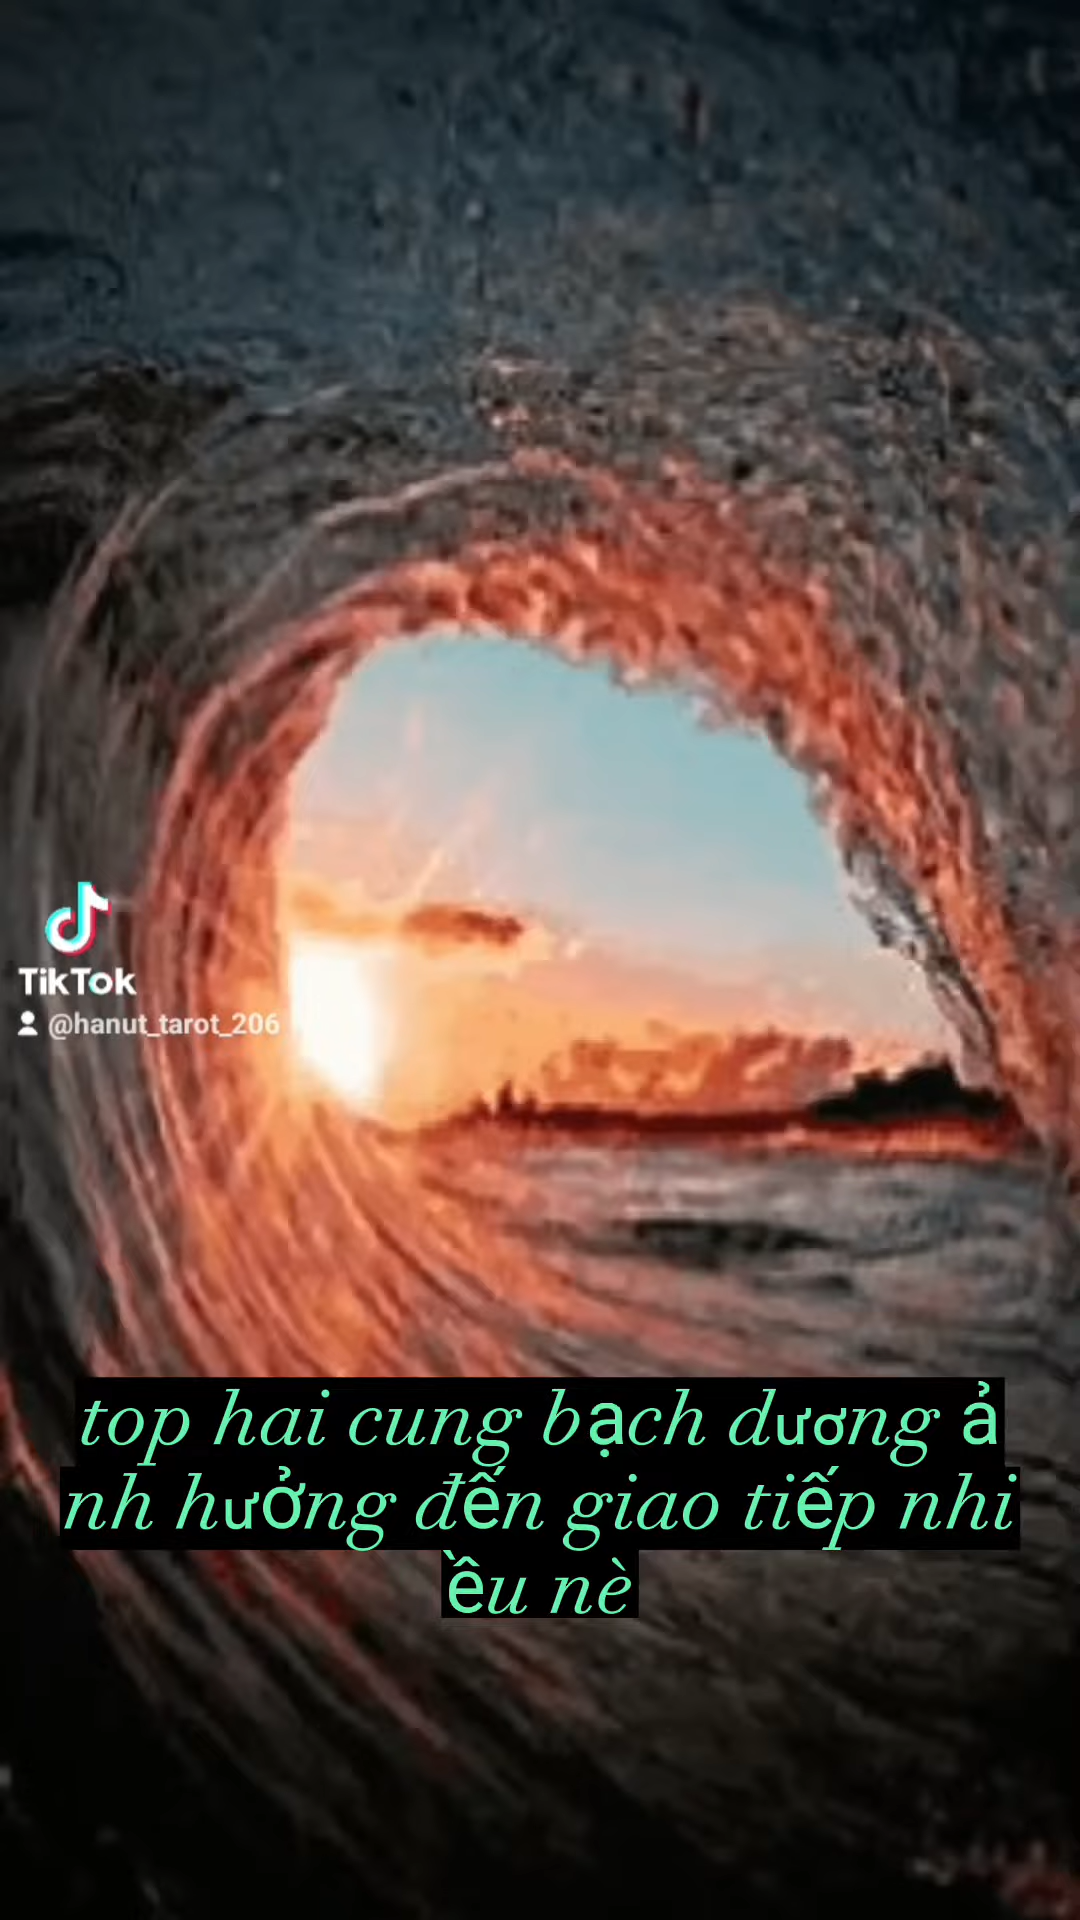 TikTok
@hanut_tarot_206
top hai cung bạch dương ả
nh hưởng đến giao tiếp nhi
ều nè